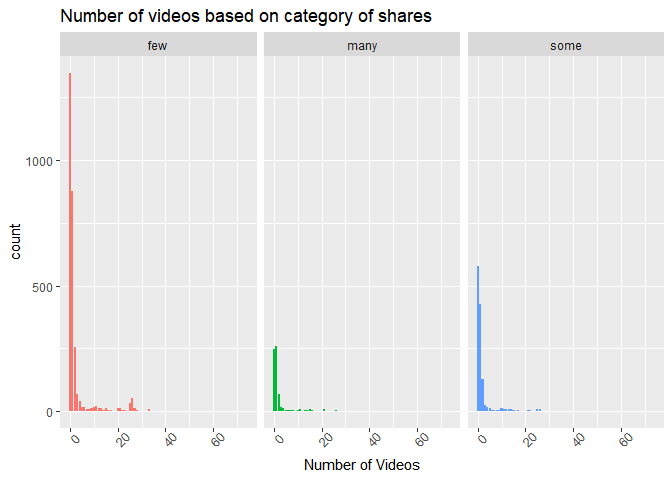 Number of videos based on category of shares
few many some
1000
500
0
count
0 20 40 60 0 20 40 60 0 20 40 60
Number of Videos